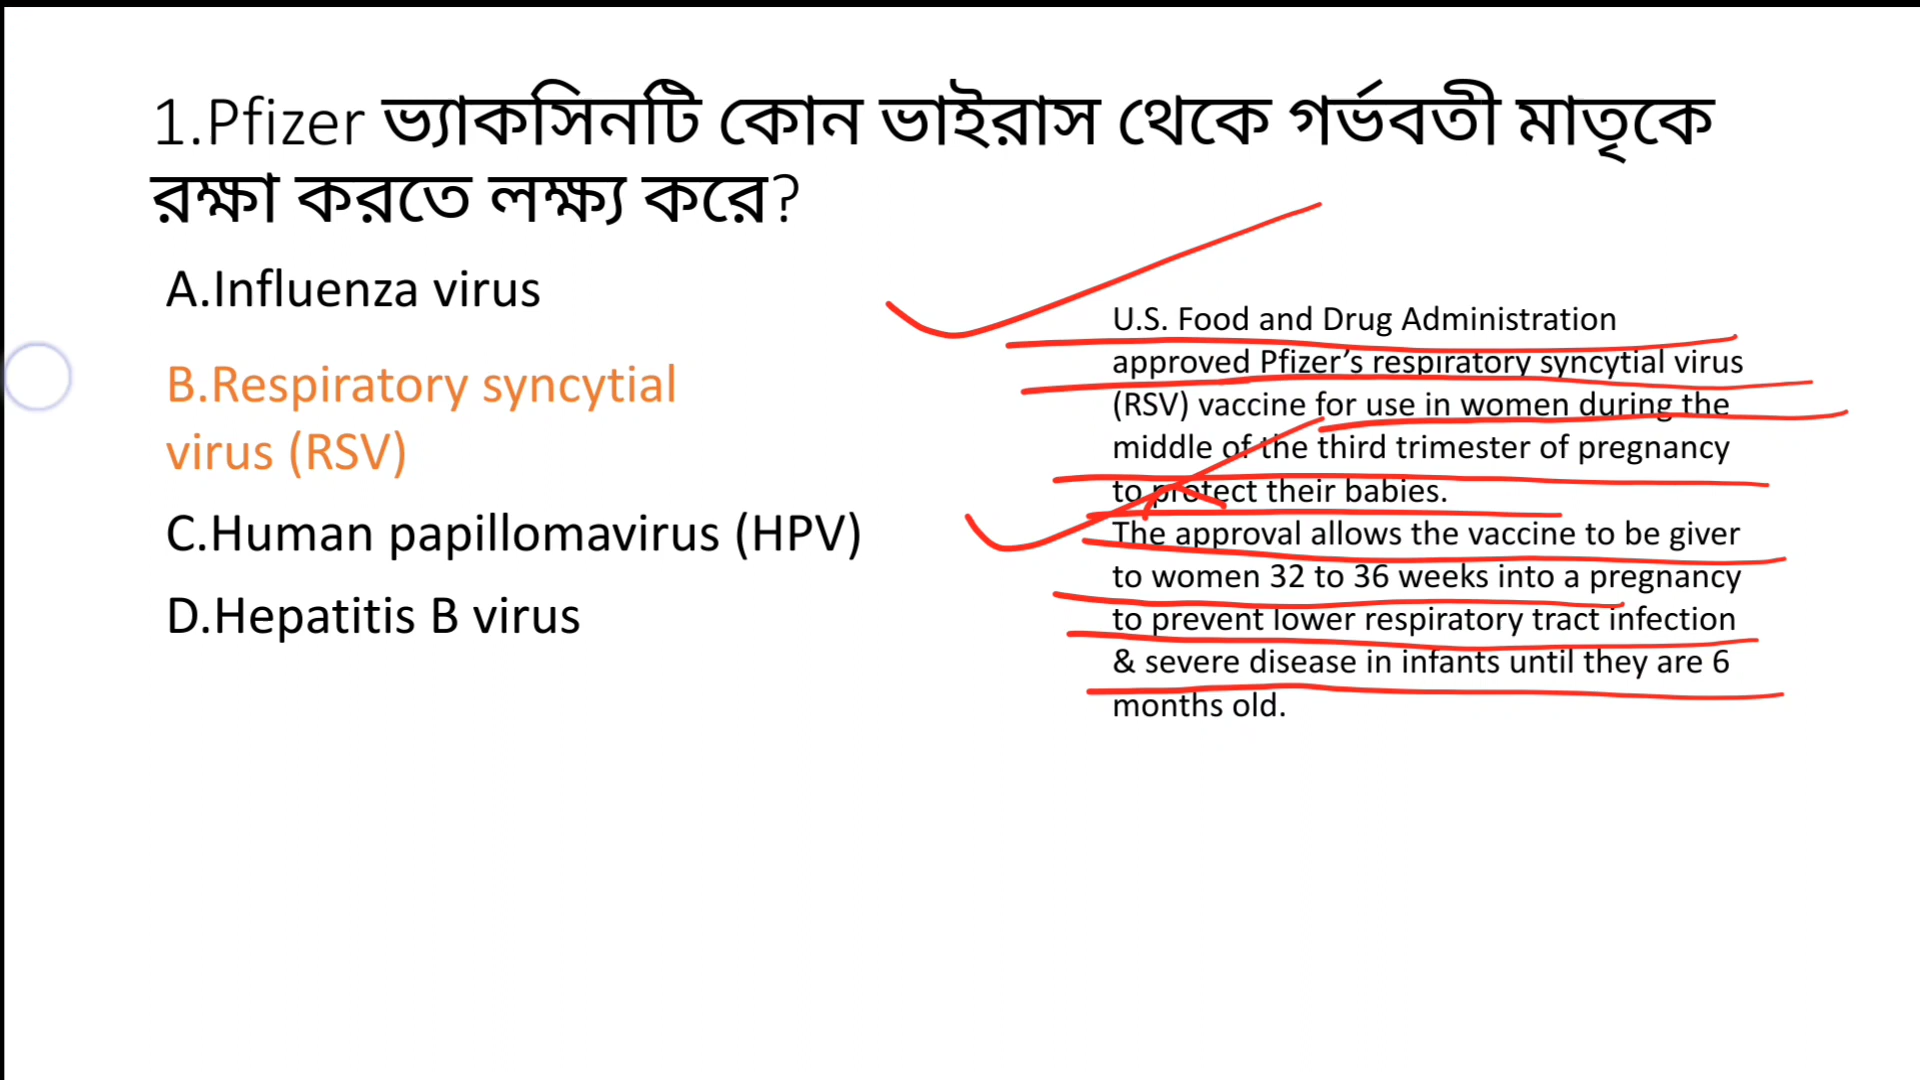 1.Pfizer ভ্যাকসিনটি কোন ভাইরাস থেকে গর্ভবতী মাতৃকে
রক্ষা করতে লক্ষ্য করে?
A.Influenza virus
B.Respiratory syncytial
virus (RSV)
C.Human papillomavirus (HPV)
D.Hepatitis B virus
U.S. Food and Drug Administration
approved Pfizer’s respiratory syncytial virus
(RSV) vaccine for use in women during the
middle of the third trimester of pregnancy
to protect their babies.
The approval allows the vaccine to be giver
to women 32 to 36 weeks into a pregnancy
to prevent lower respiratory tract infection
& severe disease in infants until they are 6
months old.